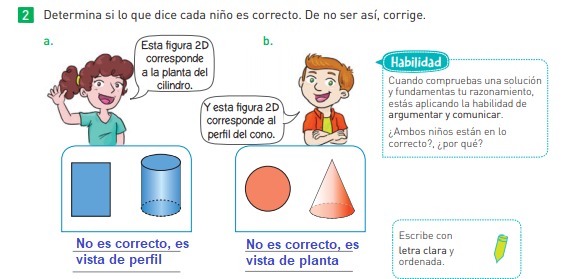 2 Determina si lo que dice cada niño es correcto. De no ser así, corrige.
a.
Esta figura 2D
corresponde
a la planta del
cilindro.
No es correcto, es
vista de perfil
b.
Y esta figura 2D
corresponde al
perfil del cono.
No es correcto, es
vista de planta
Habilidad
Cuando compruebas una solución
y fundamentas tu razonamiento,
estás aplicando la habilidad de
argumentar y comunicar.
¿Ambos niños están en lo
correcto?, ¿por qué?
Escribe con
letra clara y
ordenada.